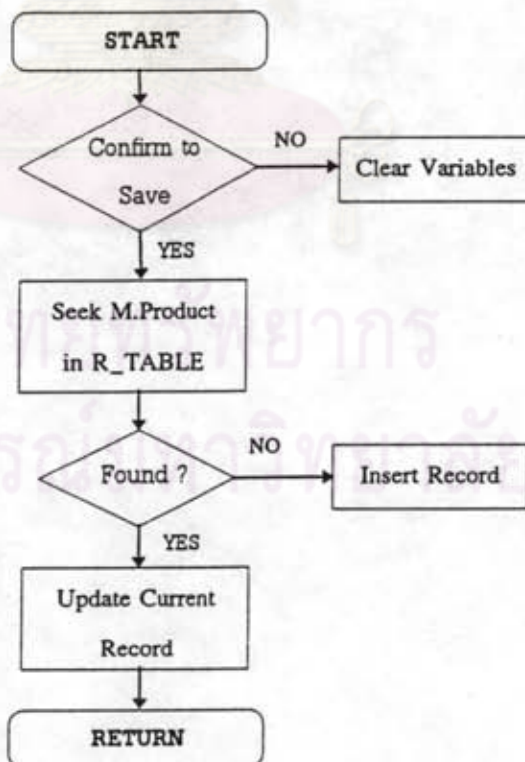 START
Confirm to
Save
NO
Clear Variables
YES
Seek M.Product
in R_TABLE
Found ?
NO
Insert Record
YES
Update Current
Record
RETURN